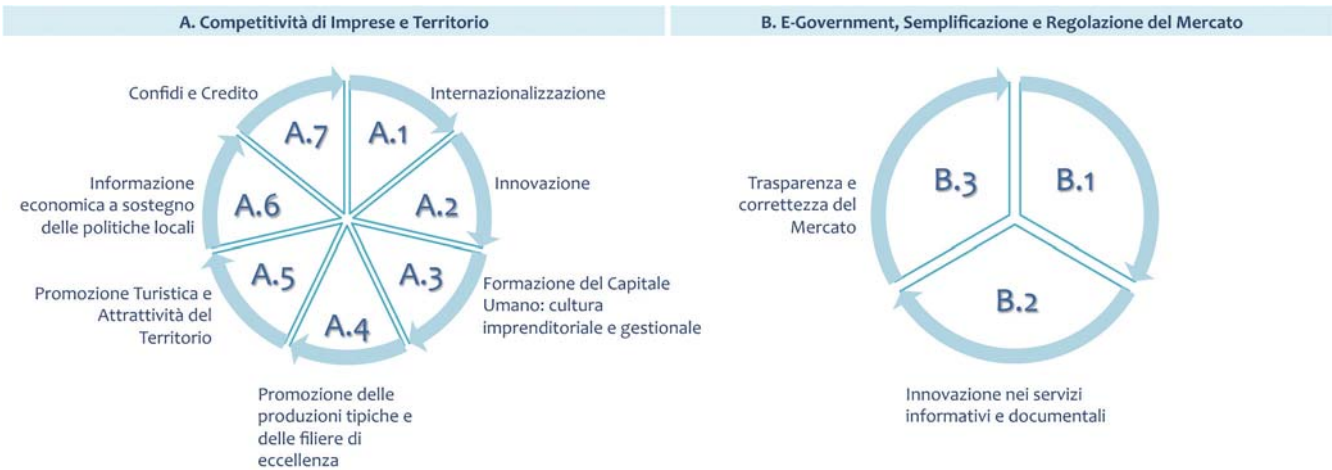 A. Competitività di Imprese e Territorio
Confidi e Credito
Internazionalizzazione
A.7
A.1
Informazione
economica a sostegno
delle politiche locali
Innovazione
A.6
A.2
Promozione Turistica e
Attrattività del
Territorio
A.5
A.3
Formazione del Capitale
Umano: cultura
imprenditoriale e gestionale
A.4
Promozione delle
produzioni tipiche e
delle filiere di
eccellenza
B. E-Government, Semplificazione e Regolazione del Mercato
Trasparenza e
correttezza del
Mercato
B.3
B.1
B.2
Innovazione nei servizi
informativi e documentali